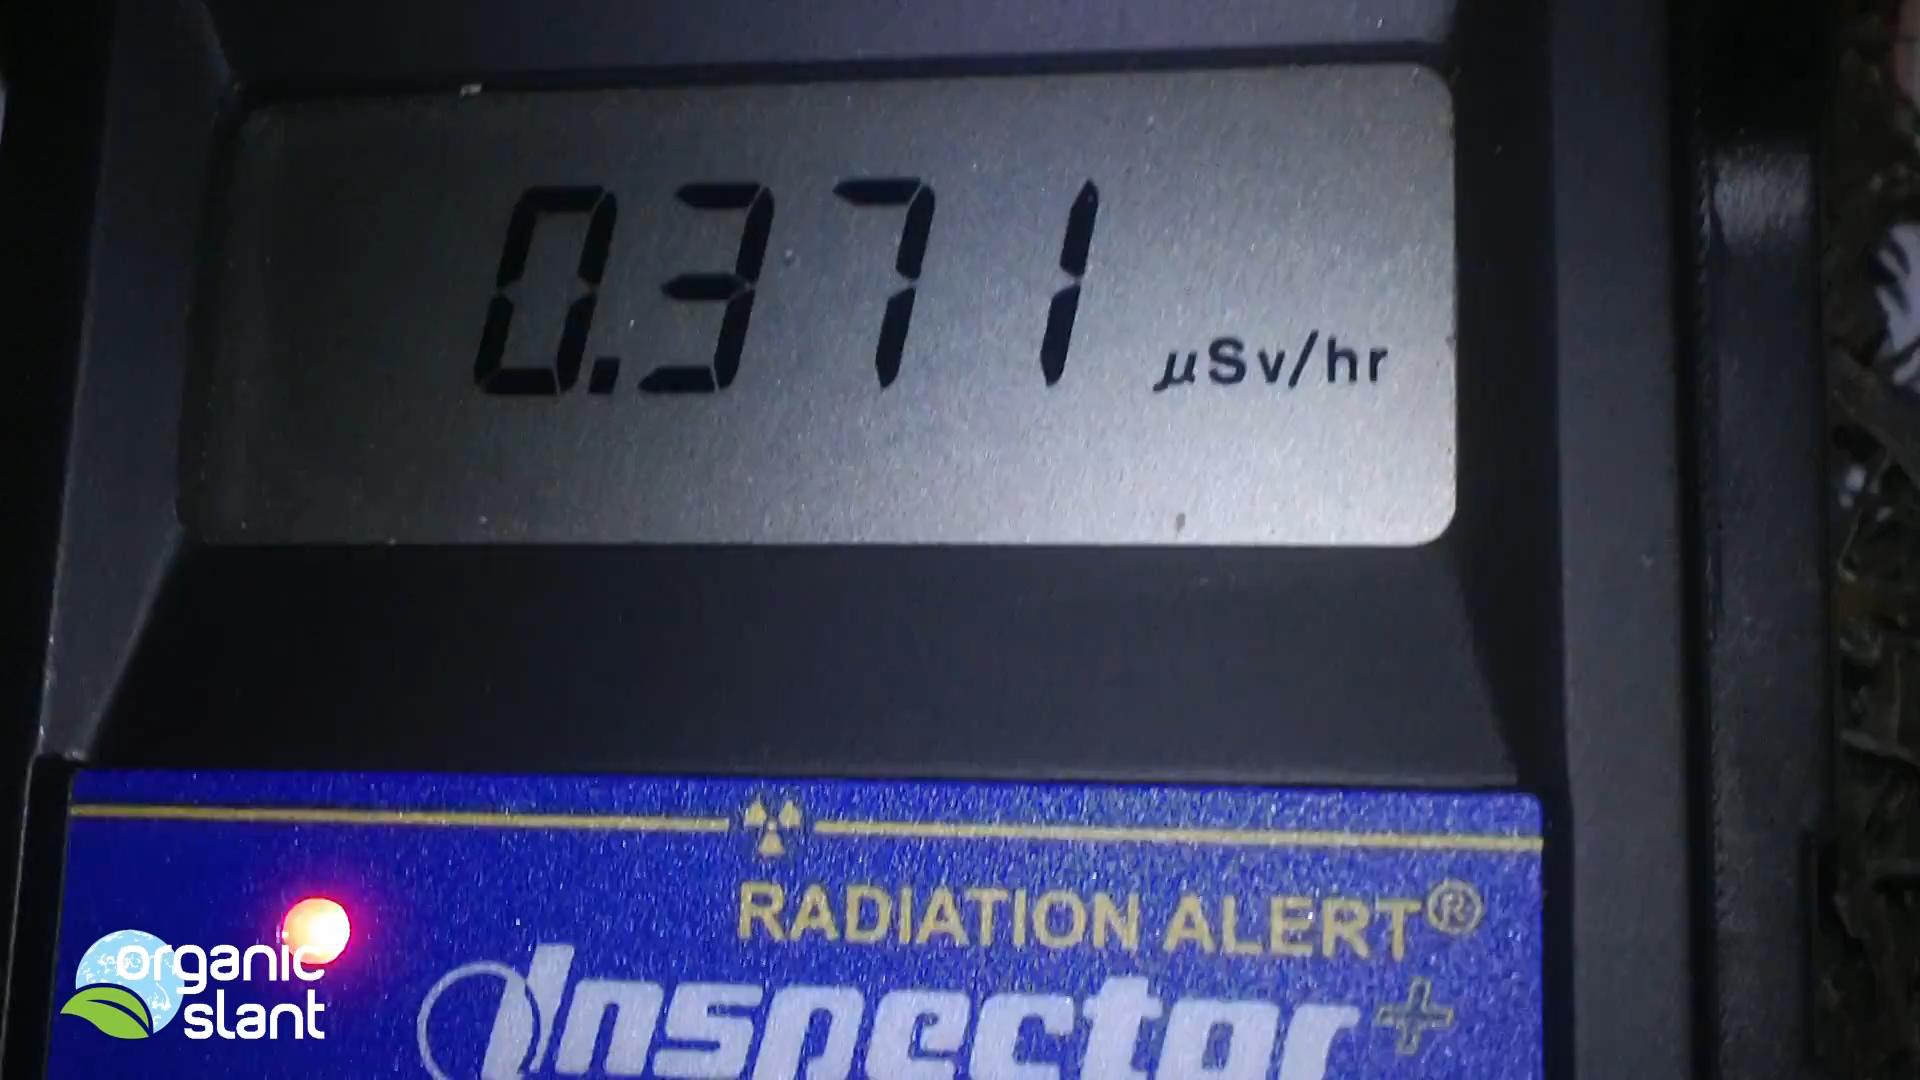 0.371
μSv/hr
RADIATION ALERT®
Inspector+
organic
slant